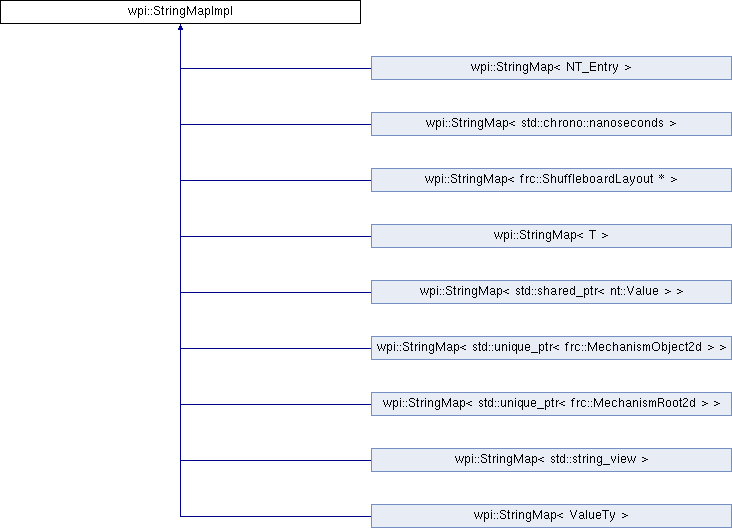 wpi::StringMapImpl
wpi::StringMap< NT_Entry >
wpi::StringMap< std::chrono::nanoseconds >
wpi::StringMap< frc::ShuffleboardLayout * >
wpi::StringMap< T >
wpi::StringMap< std::shared_ptr< nt::Value > >
wpi::StringMap< std::unique_ptr< frc::MechanismObject2d > >
wpi::StringMap< std::unique_ptr< frc::MechanismRoot2d > >
wpi::StringMap< std::string_view >
wpi::StringMap< ValueTy >